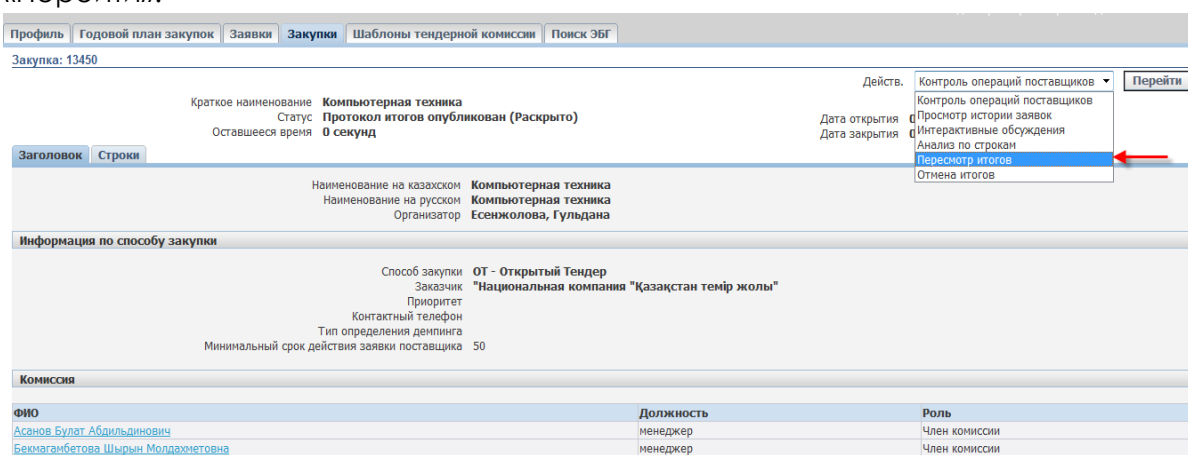 Профиль Годовой план закупок Заявки Закупки Шаблоны тендерной комиссии Поиск ЭБГ
Закупка: 13450
Действ. Контроль операций поставщиков Перейти
Контроль операций поставщиков
Просмотр истории заявок
Интерактивные обсуждения
Анализ по строкам
Пересмотр итогов
Отмена итогов
Краткое наименование Компьютерная техника
Статус Протокол итогов опубликован (Раскрыто)
Оставшееся время 0 секунд
Дата открытия
Дата закрытия
Заголовок Строки
Наименование на казахском Компьютерная техника
Наименование на русском Компьютерная техника
Организатор Есенжолова, Гульдана
Информация по способу закупки
Способ закупки ОТ - Открытый Тендер
Заказчик "Национальная компания "Қазақстан темір жолы"
Приоритет
Контактный телефон
Тип определения демпинга
Минимальный срок действия заявки поставщика 50
Комиссия
ФИО Должность Роль
Асанов Булат Абдильдинович менеджер Член комиссии
Бекмагамбетова Шырын Молдахметовна менеджер Член комиссии